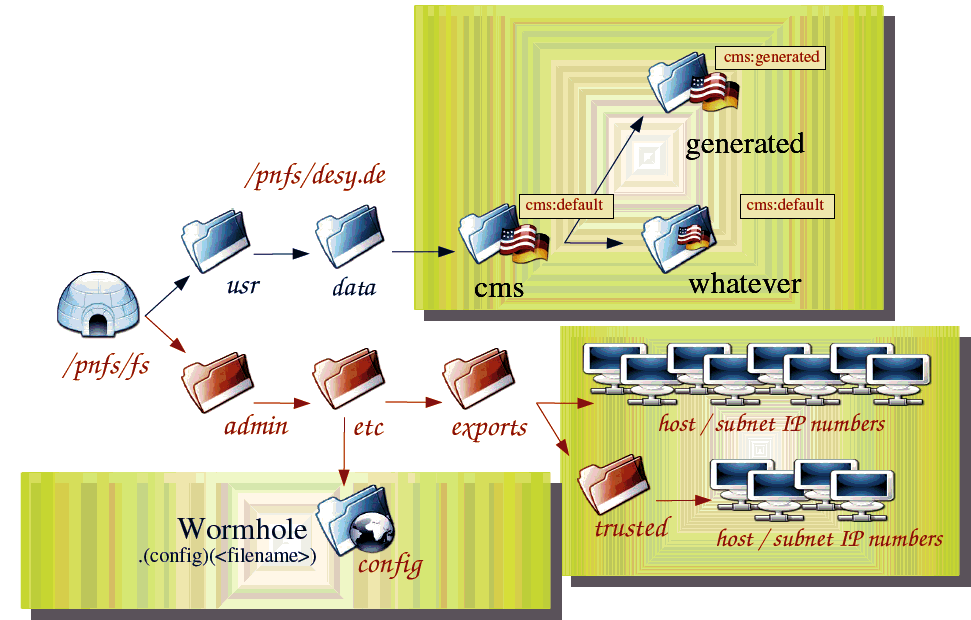 cms:generated
generated
/pnfs/desy.de
cms:default
cms:default
usr
data
cms
whatever
/pnfs/fs
admin
etc
exports
host / subnet IP numbers
trusted
host / subnet IP numbers
Wormhole
.(config)(<filename>)
config